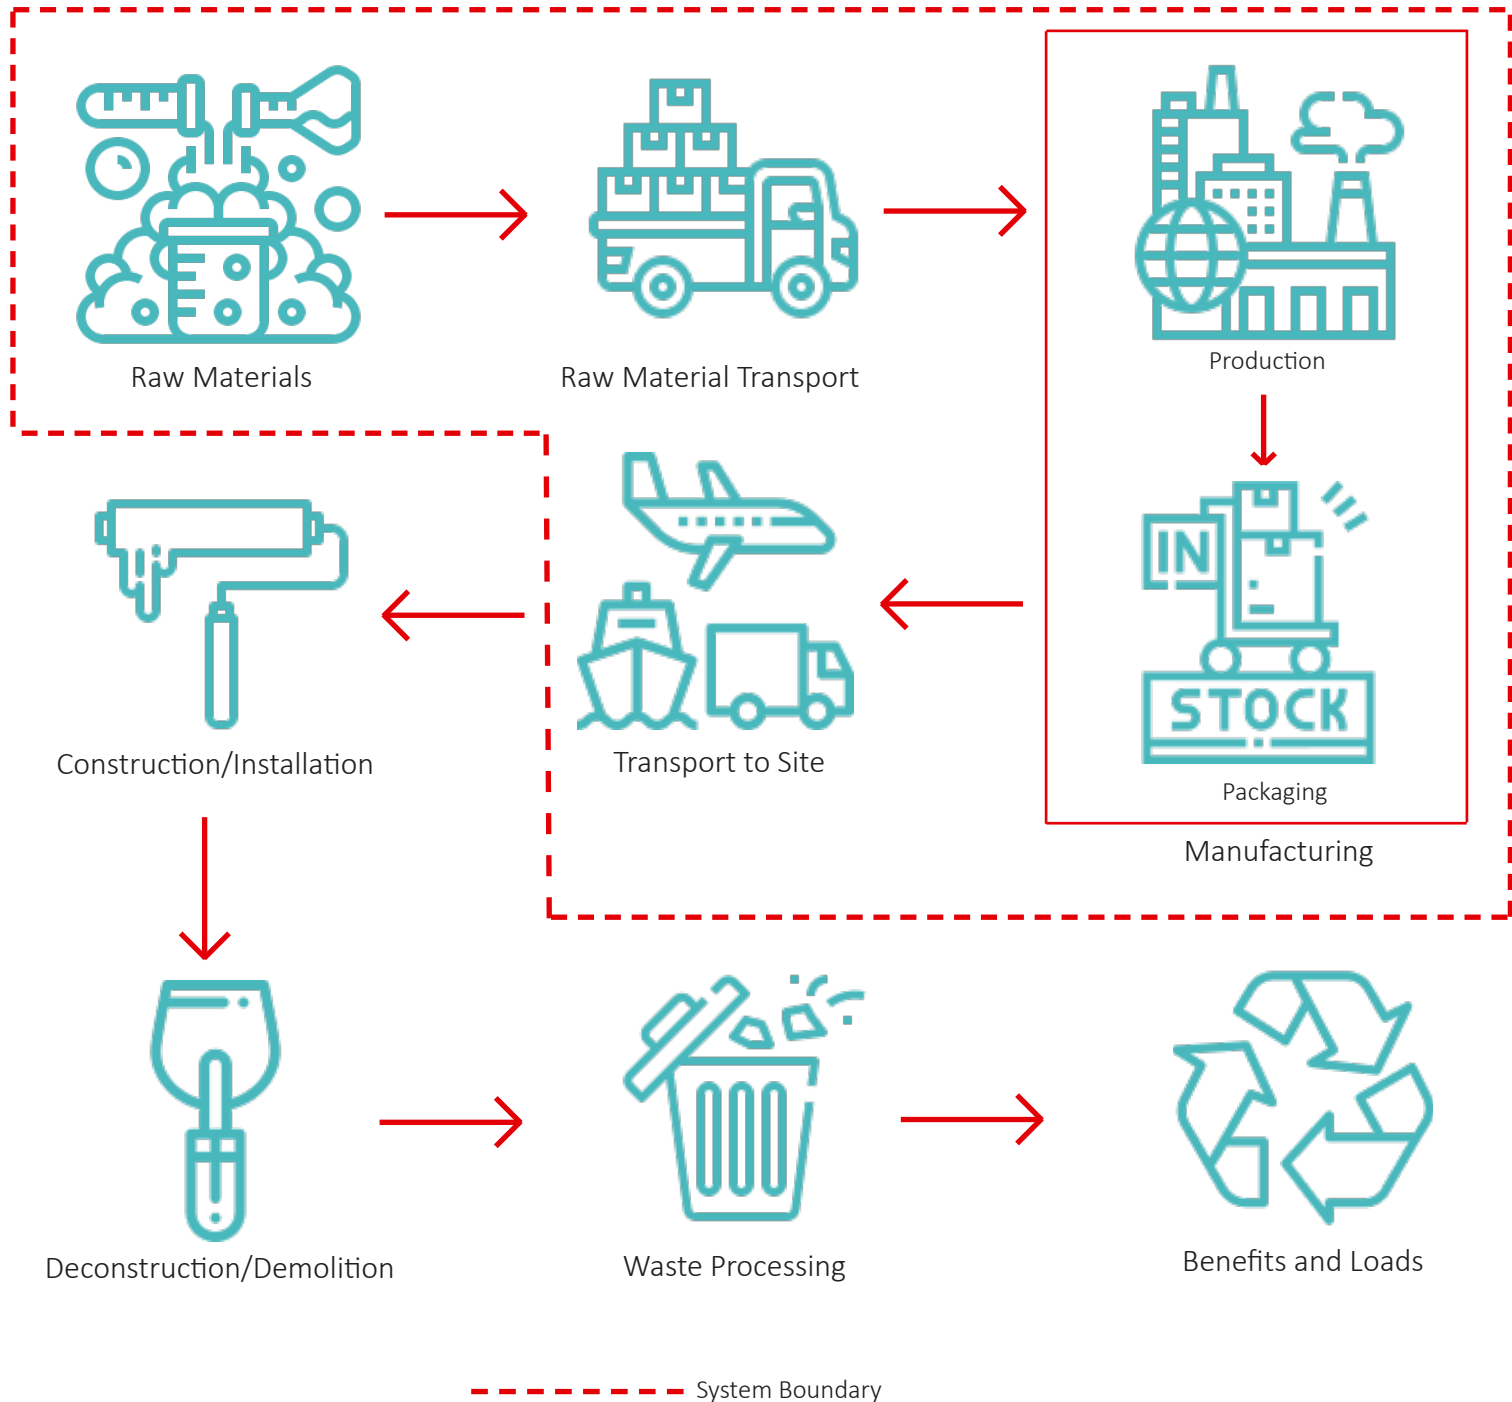 Raw Materials
Raw Material Transport
Production
IN
STOCK
Packaging
Manufacturing
Transport to Site
Construction/Installation
Deconstruction/Demolition
Waste Processing
Benefits and Loads
System Boundary